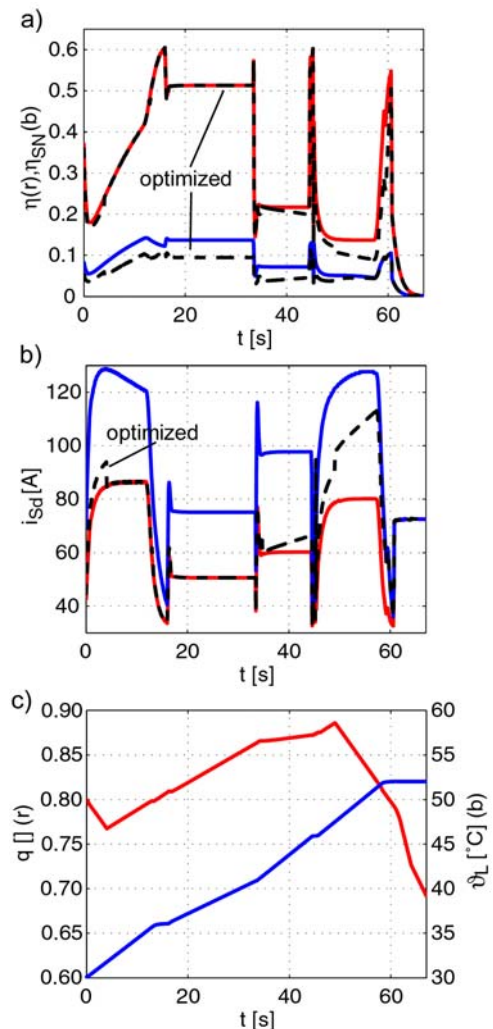 a)
0.6
0.5
0.4
0.3
0.2
0.1
0
η(r),η_SN(b)
optimized
0 20 40 60
t [s]
b)
120
100
80
60
40
i_Sd [A]
optimized
0 20 40 60
t [s]
c)
0.90
0.85
0.80
0.75
0.70
0.65
0.60
q [] (r)
60
55
50
45
40
35
30
ϑ_L [°C] (b)
0 20 40 60
t [s]